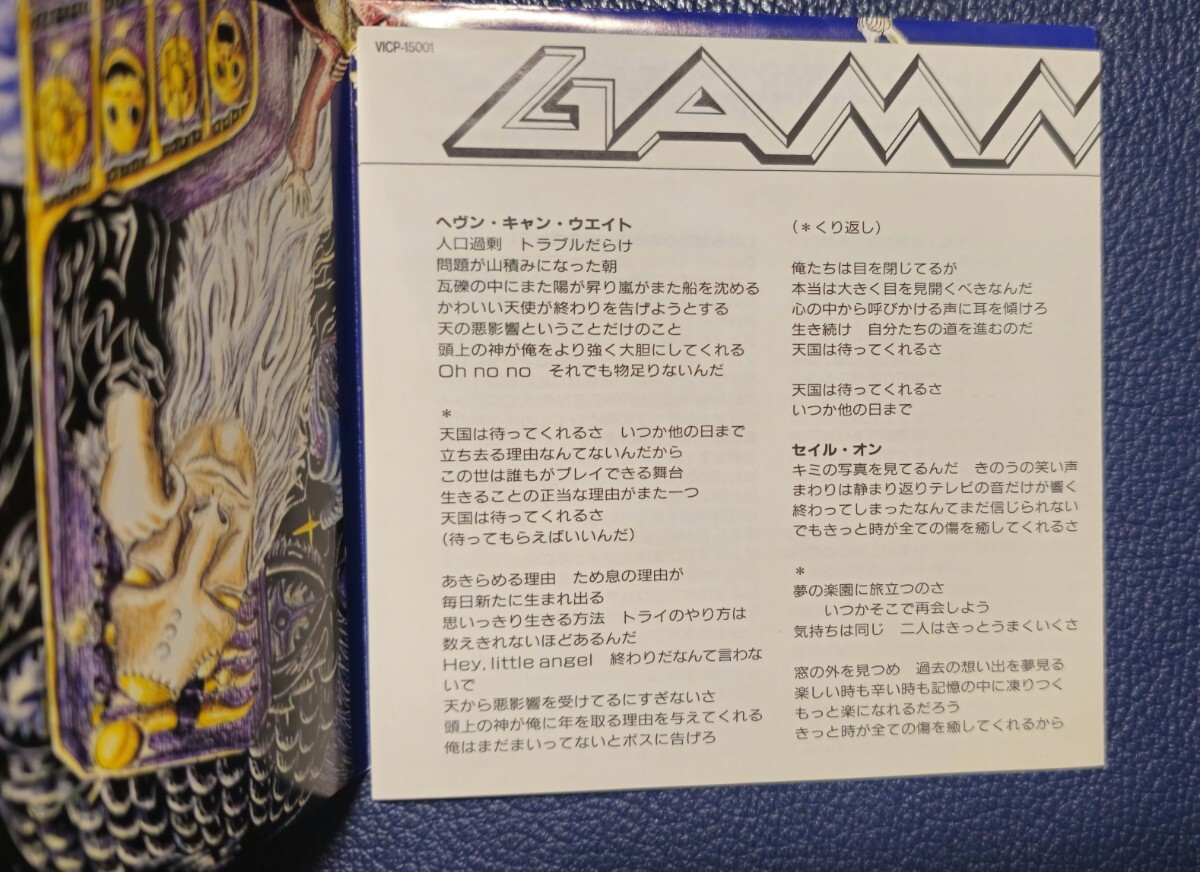 VICP-15001
GAMM
ヘヴン・キャン・ウエイト
人口過剰　トラブルだらけ
問題が山積みになった朝
瓦礫の中にまた陽が昇り嵐がまた船を沈める
かわいい天使が終わりを告げようとする
天の悪影響ということだけのこと
頭上の神が俺をより強く大胆にしてくれる
Oh no no　それでも物足りないんだ
＊
天国は待ってくれるさ　いつか他の日まで
立ち去る理由なんてないんだから
この世は誰もがプレイできる舞台
生きることの正当な理由がまた一つ
天国は待ってくれるさ
(待ってもらえばいいんだ)
あきらめる理由　ため息の理由が
毎日新たに生まれ出る
思いっきり生きる方法　トライのやり方は
数えきれないほどあるんだ
Hey, little angel　終わりだなんて言わな
いで
天から悪影響を受けてるにすぎないさ
頭上の神が俺に年を取る理由を与えてくれる
俺はまだまいってないとボスに告げろ
(＊くり返し)
俺たちは目を閉じてるが
本当は大きく目を見開くべきなんだ
心の中から呼びかける声に耳を傾けろ
生き続け　自分たちの道を進むのだ
天国は待ってくれるさ
天国は待ってくれるさ
いつか他の日まで
セイル・オン
キミの写真を見てるんだ　きのうの笑い声
まわりは静まり返りテレビの音だけが響く
終わってしまったなんてまだ信じられない
でもきっと時が全ての傷を癒してくれるさ
＊
夢の楽園に旅立つのさ
いつかそこで再会しよう
気持ちは同じ　二人はきっとうまくいくさ
窓の外を見つめ　過去の想い出を夢見る
楽しい時も辛い時も記憶の中に凍りつく
もっと楽になれるだろう
きっと時が全ての傷を癒してくれるから